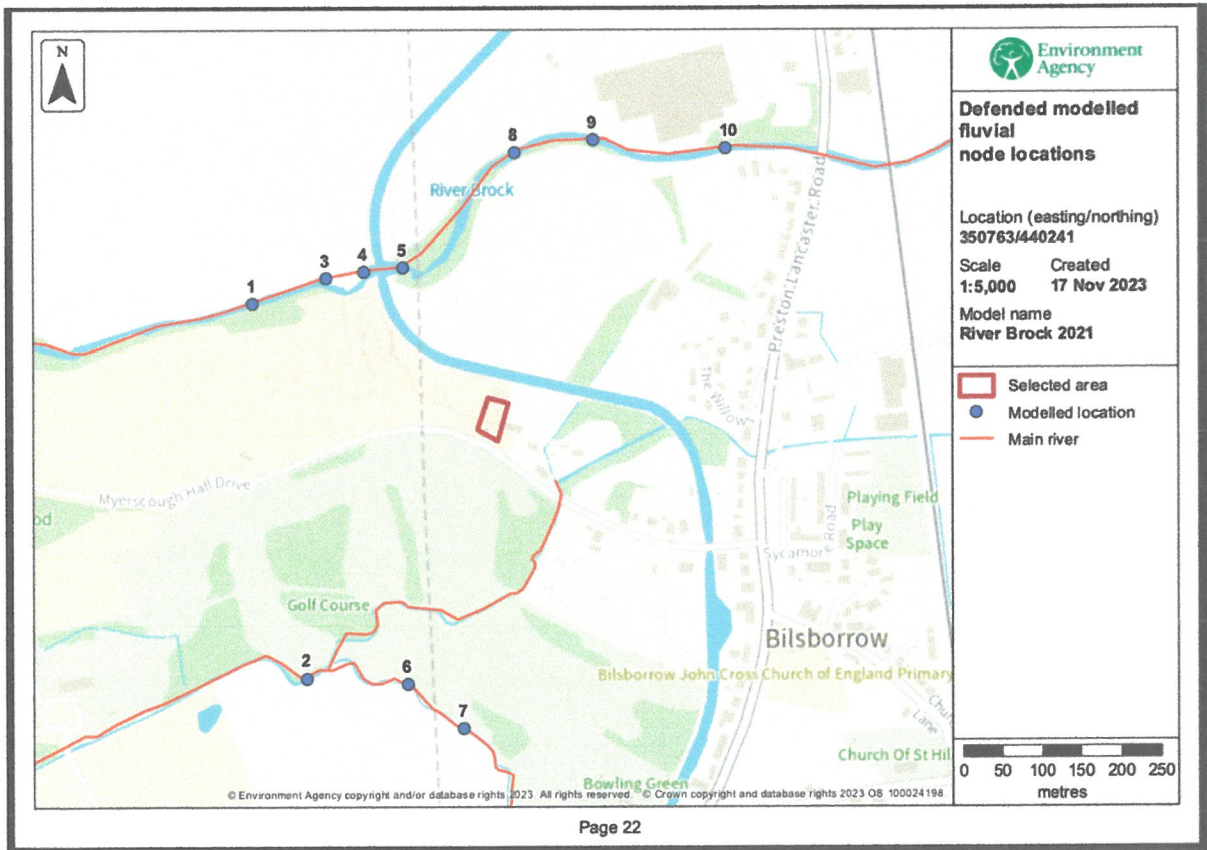 N
Environment
Agency
Defended modelled
fluvial
node locations
Location (easting/northing)
350763/440241
Scale Created
1:5,000 17 Nov 2023
Model name
River Brock 2021
Selected area
Modelled location
Main river
0 50 100 150 200 250
metres
8
9
10
River Brock
Preston Lancaster Road
5
4
3
1
The Willows
Myerscough Hall Drive
od
Playing Field
Play
Space
Sycamore Road
Golf Course
Bilsborrow
2
6
7
Bilsborrow John Cross Church of England Primary
Church
Lane
Church Of St Hil
Bowling Green
© Environment Agency copyright and/or database rights 2023. All rights reserved. © Crown copyright and database rights 2023 OS 100024198.
Page 22